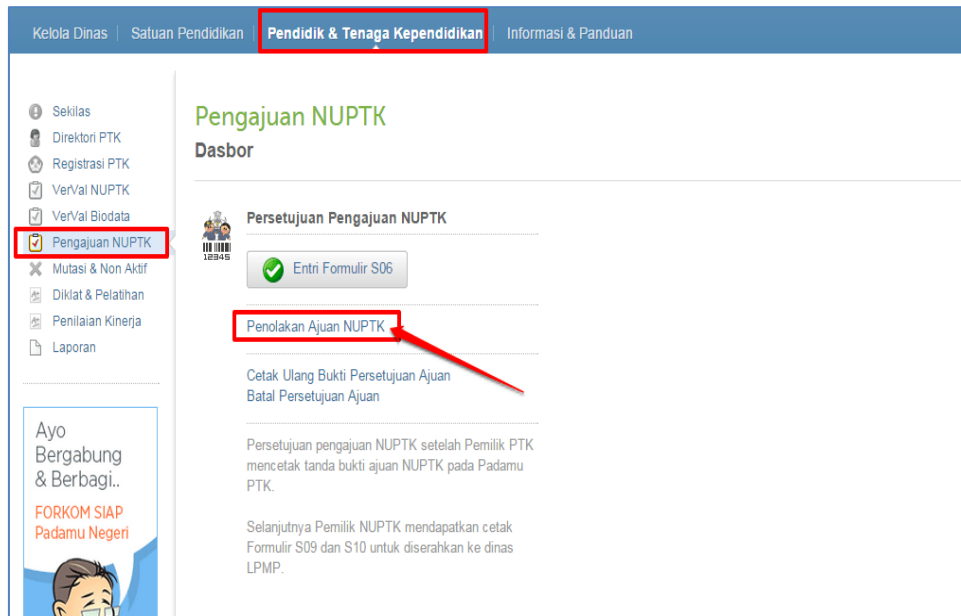 Kelola Dinas | Satuan Pendidikan | Pendidik & Tenaga Kependidikan | Informasi & Panduan
Sekilas
Direktori PTK
Registrasi PTK
VerVal NUPTK
VerVal Biodata
Pengajuan NUPTK
Mutasi & Non Aktif
Diklat & Pelatihan
Penilaian Kinerja
Laporan
Ayo
Bergabung
& Berbagi..
FORKOM SIAP
Padamu Negeri
Pengajuan NUPTK
Dasbor
12345
Persetujuan Pengajuan NUPTK
Entri Formulir S06
Penolakan Ajuan NUPTK
Cetak Ulang Bukti Persetujuan Ajuan
Batal Persetujuan Ajuan
Persetujuan pengajuan NUPTK setelah Pemilik PTK
mencetak tanda bukti ajuan NUPTK pada Padamu
PTK.
Selanjutnya Pemilik NUPTK mendapatkan cetak
Formulir S09 dan S10 untuk diserahkan ke dinas
LPMP.